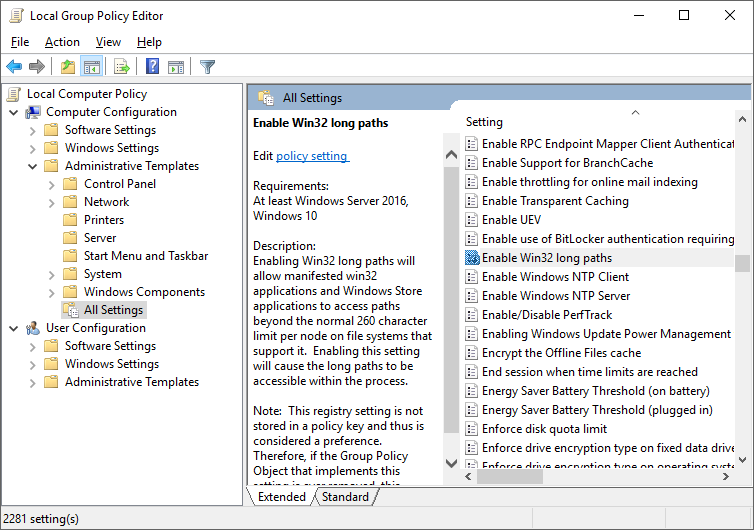 Local Group Policy Editor
File Action View Help
Local Computer Policy
Computer Configuration
Software Settings
Windows Settings
Administrative Templates
Control Panel
Network
Printers
Server
Start Menu and Taskbar
System
Windows Components
All Settings
User Configuration
Software Settings
Windows Settings
Administrative Templates
All Settings
Enable Win32 long paths
Edit policy setting
Requirements:
At least Windows Server 2016,
Windows 10
Description:
Enabling Win32 long paths will
allow manifested win32
applications and Windows Store
applications to access paths
beyond the normal 260 character
limit per node on file systems that
support it. Enabling this setting
will cause the long paths to be
accessible within the process.
Note: This registry setting is not
stored in a policy key and thus is
considered a preference.
Therefore, if the Group Policy
Object that implements this
setting is ever removed, this
Setting
Enable RPC Endpoint Mapper Client Authenticat
Enable Support for BranchCache
Enable throttling for online mail indexing
Enable Transparent Caching
Enable UEV
Enable use of BitLocker authentication requiring
Enable Win32 long paths
Enable Windows NTP Client
Enable Windows NTP Server
Enable/Disable PerfTrack
Enabling Windows Update Power Management
Encrypt the Offline Files cache
End session when time limits are reached
Energy Saver Battery Threshold (on battery)
Energy Saver Battery Threshold (plugged in)
Enforce disk quota limit
Enforce drive encryption type on fixed data drive
Enforce drive encryption type on operating syste
Extended Standard
2281 setting(s)